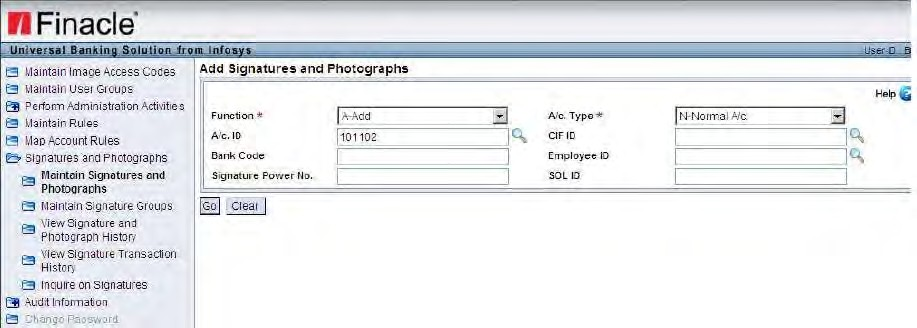 Finacle
Universal Banking Solution from Infosys
User ID B
Maintain Image Access Codes
Maintain User Groups
Perform Administration Activities
Maintain Rules
Map Account Rules
Signatures and Photographs
Maintain Signatures and
Photographs
Maintain Signature Groups
View Signature and
Photograph History
View Signature Transaction
History
Inquire on Signatures
Audit Information
Change Password
Add Signatures and Photographs
Help ?
Function * A-Add A/c. Type * N-Normal A/c.
A/c. ID 101102 CIF ID
Bank Code Employee ID
Signature Power No. SOL ID
Go Clear